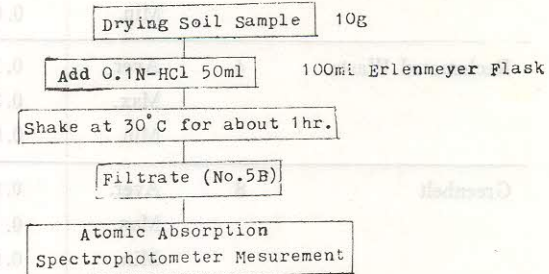 Drying Soil Sample 10g
Add 0.1N-HCl 50ml 100ml Erlenmeyer Flask
Shake at 30°C for about 1hr.
Filtrate (No.5B)
Atomic Absorption
Spectrophotometer Mesurement